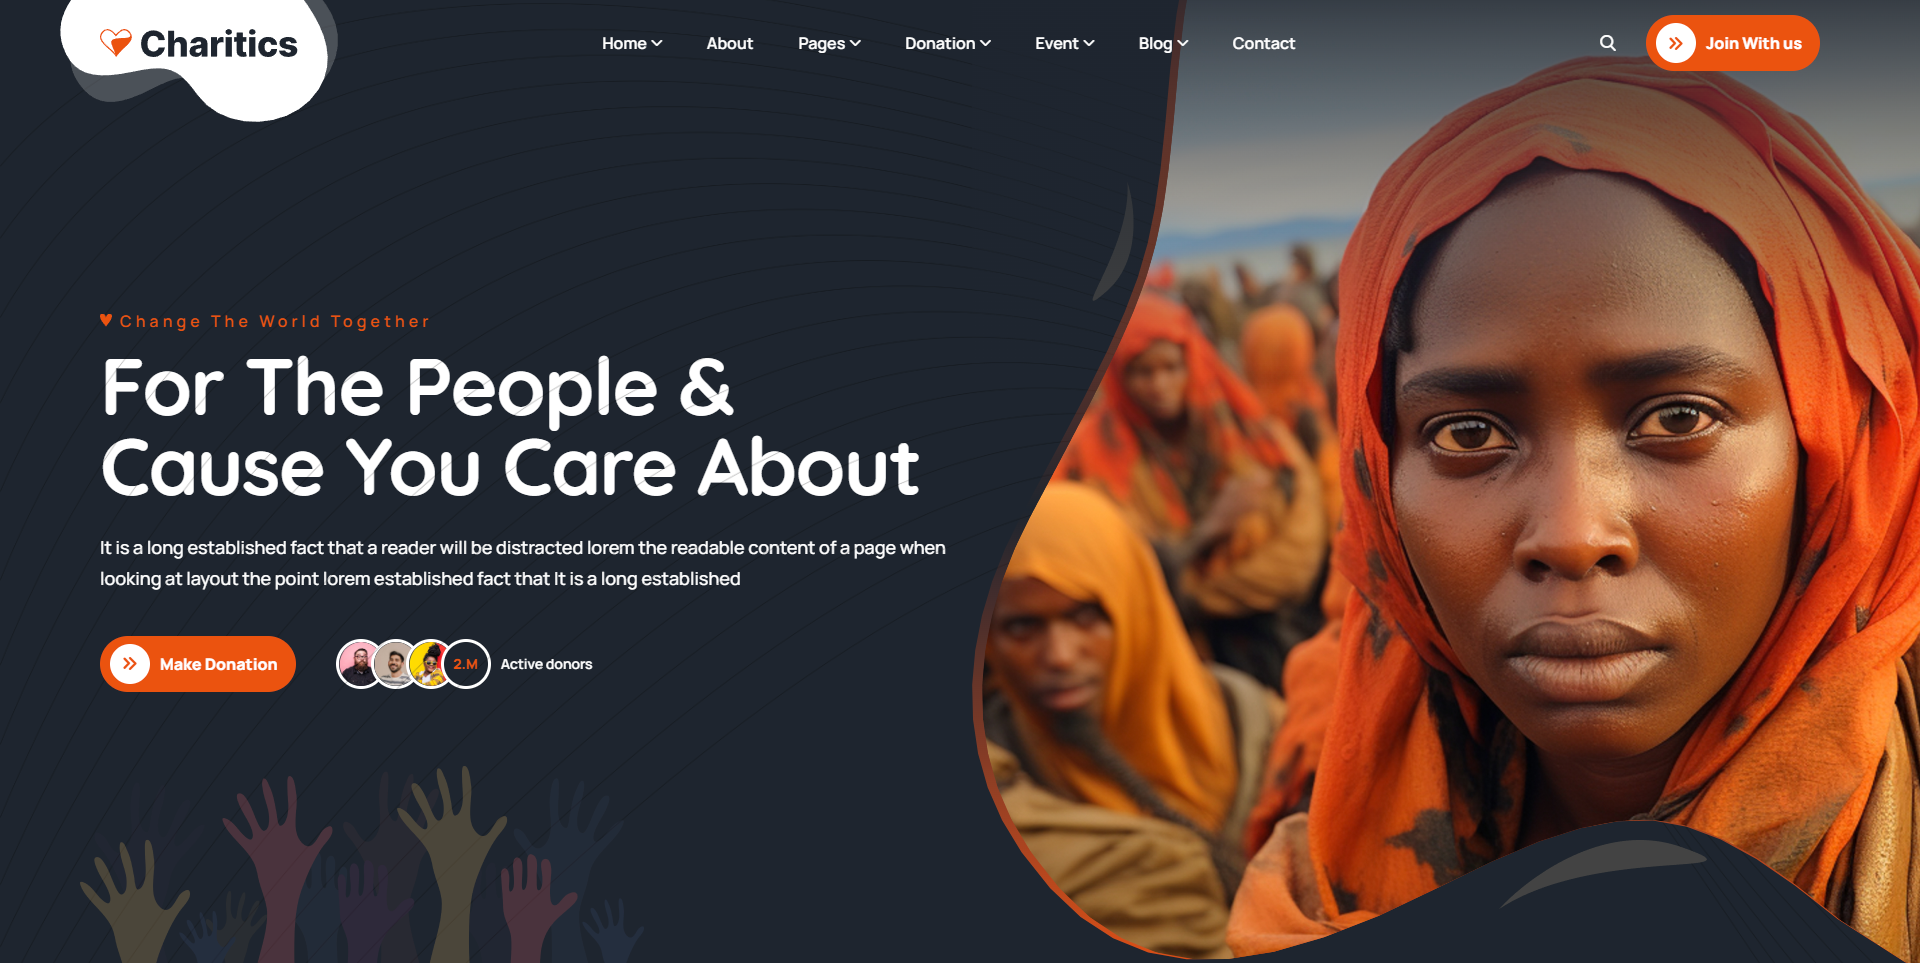 Charitics
Home
About
Pages
Donation
Event
Blog
Contact
Join With us
Change The World Together
For The People &
Cause You Care About
It is a long established fact that a reader will be distracted lorem the readable content of a page when
looking at layout the point lorem established fact that It is a long established
Make Donation
2.M
Active donors